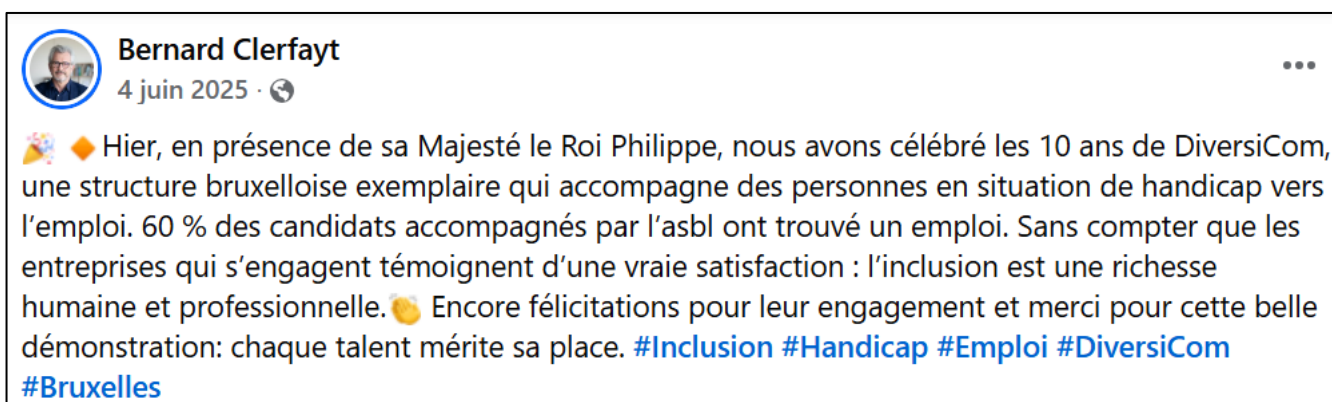 Bernard Clerfayt
4 juin 2025 ·
🎉 🔸Hier, en présence de sa Majesté le Roi Philippe, nous avons célébré les 10 ans de DiversiCom,
une structure bruxelloise exemplaire qui accompagne des personnes en situation de handicap vers
l’emploi. 60 % des candidats accompagnés par l’asbl ont trouvé un emploi. Sans compter que les
entreprises qui s’engagent témoignent d’une vraie satisfaction : l’inclusion est une richesse
humaine et professionnelle.👏 Encore félicitations pour leur engagement et merci pour cette belle
démonstration: chaque talent mérite sa place. #Inclusion #Handicap #Emploi #DiversiCom
#Bruxelles